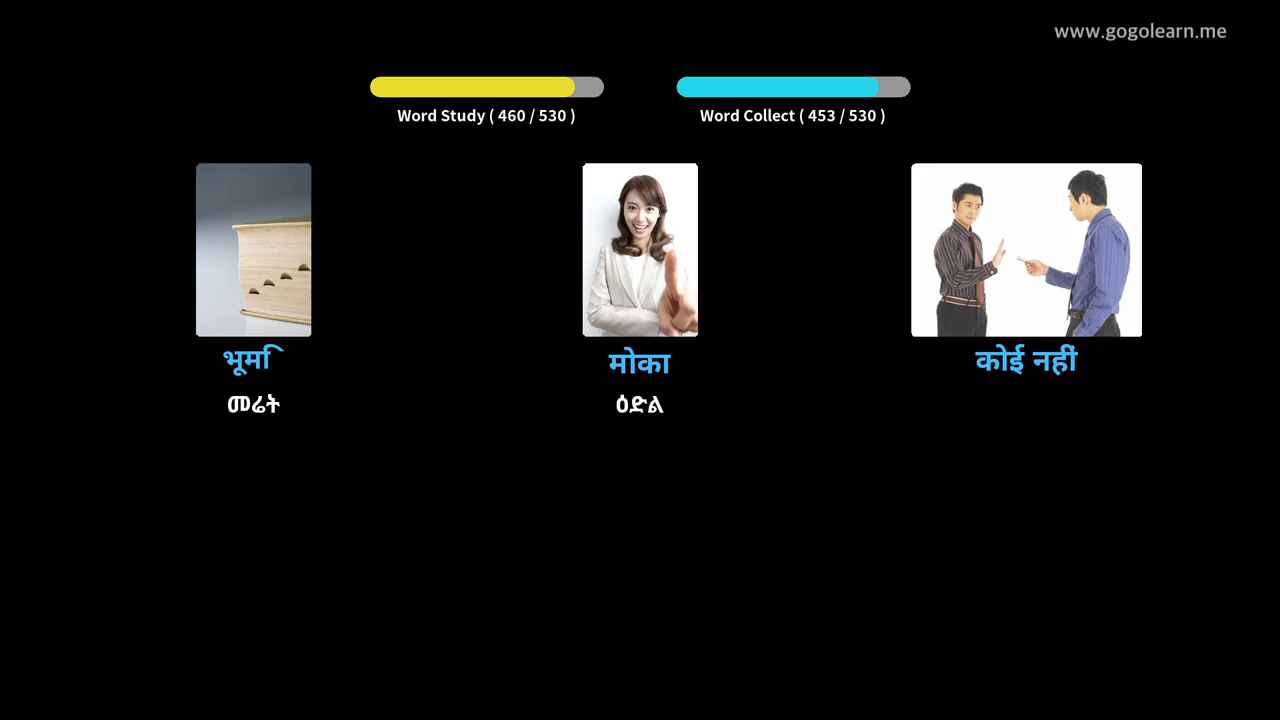 www.gogolearn.me
Word Study ( 460 / 530 )
Word Collect ( 453 / 530 )
भूमि
मोका
कोई नहीं
መሬት
ዕድል